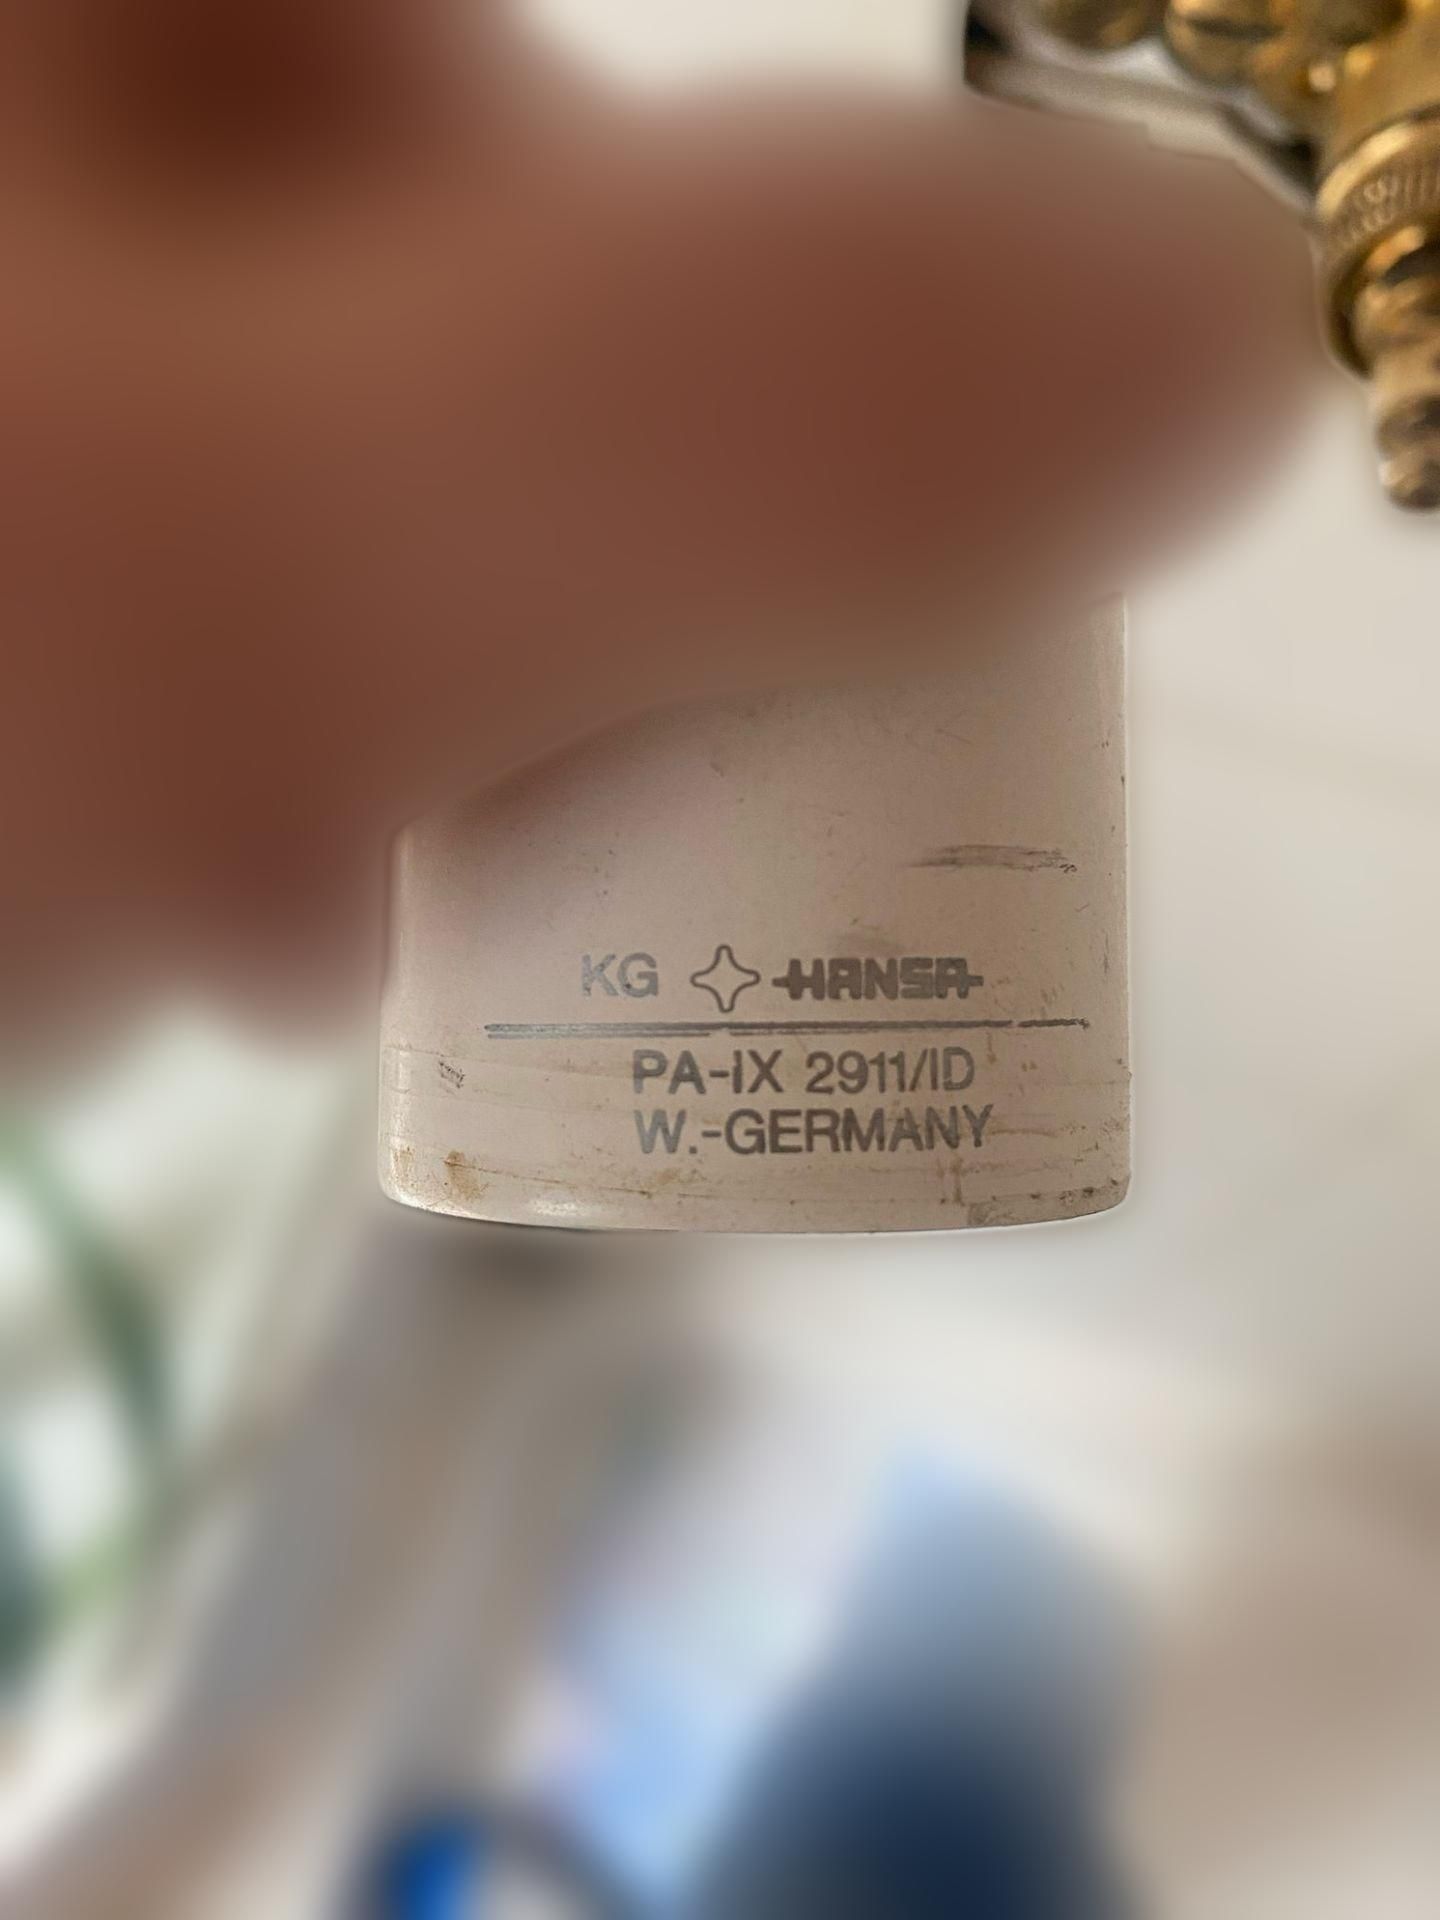 KG HANSA
PA-IX 2911/ID
W.-GERMANY